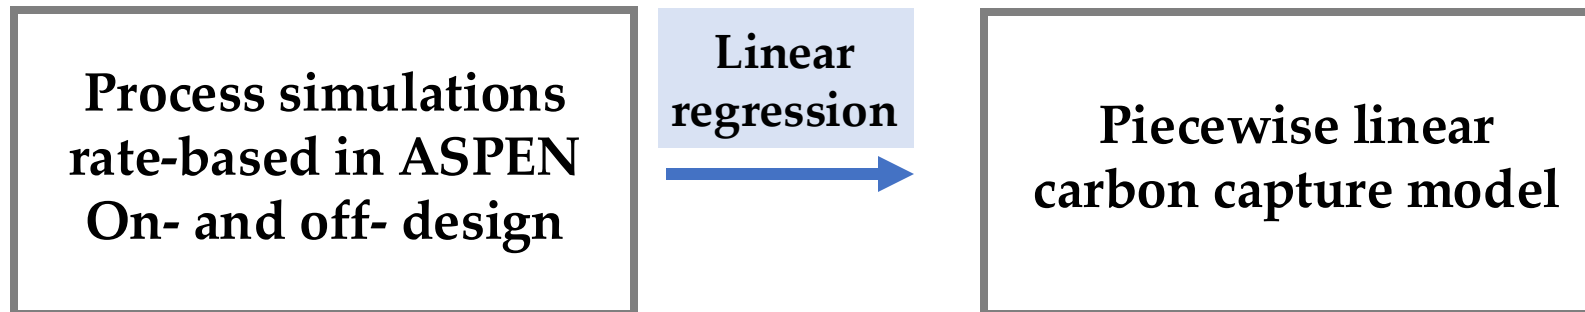 Process simulations
rate-based in ASPEN
On- and off- design
Linear
regression
Piecewise linear
carbon capture model